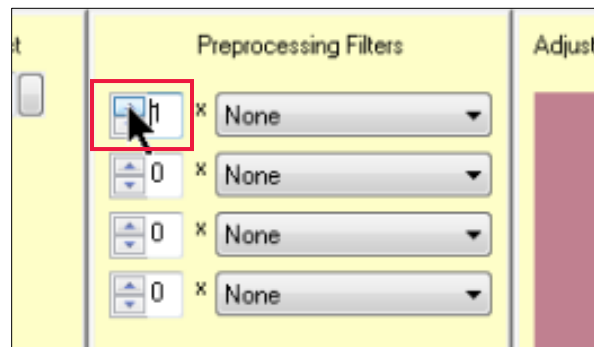 Preprocessing Filters
Adjust
1 x None
0 x None
0 x None
0 x None